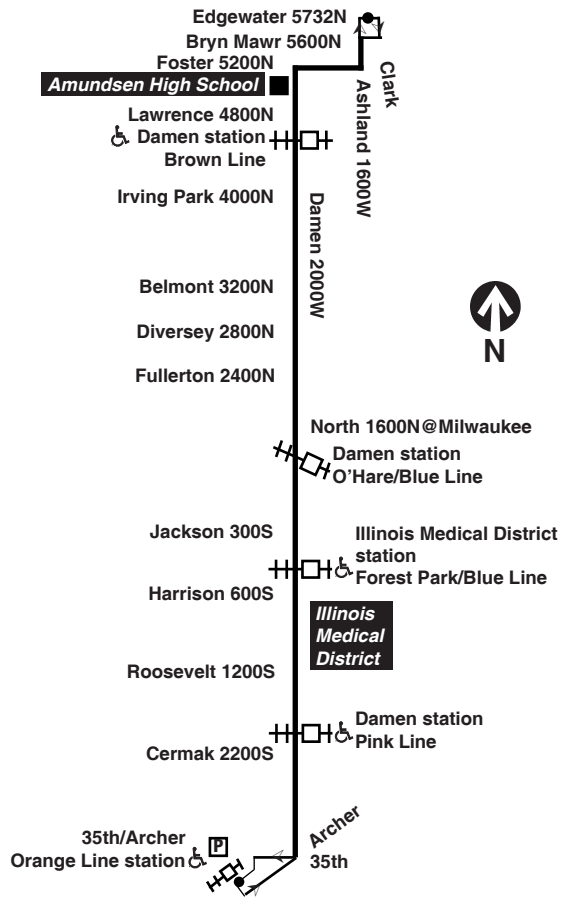 Edgewater 5732N
Bryn Mawr 5600N
Foster 5200N
Amundsen High School
Clark
Ashland 1600W
Lawrence 4800N
Damen station
Brown Line
Irving Park 4000N
Damen 2000W
Belmont 3200N
Diversey 2800N
Fullerton 2400N
N
North 1600N@Milwaukee
Damen station
O'Hare/Blue Line
Jackson 300S
Illinois Medical District
station
Forest Park/Blue Line
Harrison 600S
Illinois
Medical
District
Roosevelt 1200S
Damen station
Pink Line
Cermak 2200S
35th/Archer
Orange Line station
P
Archer
35th